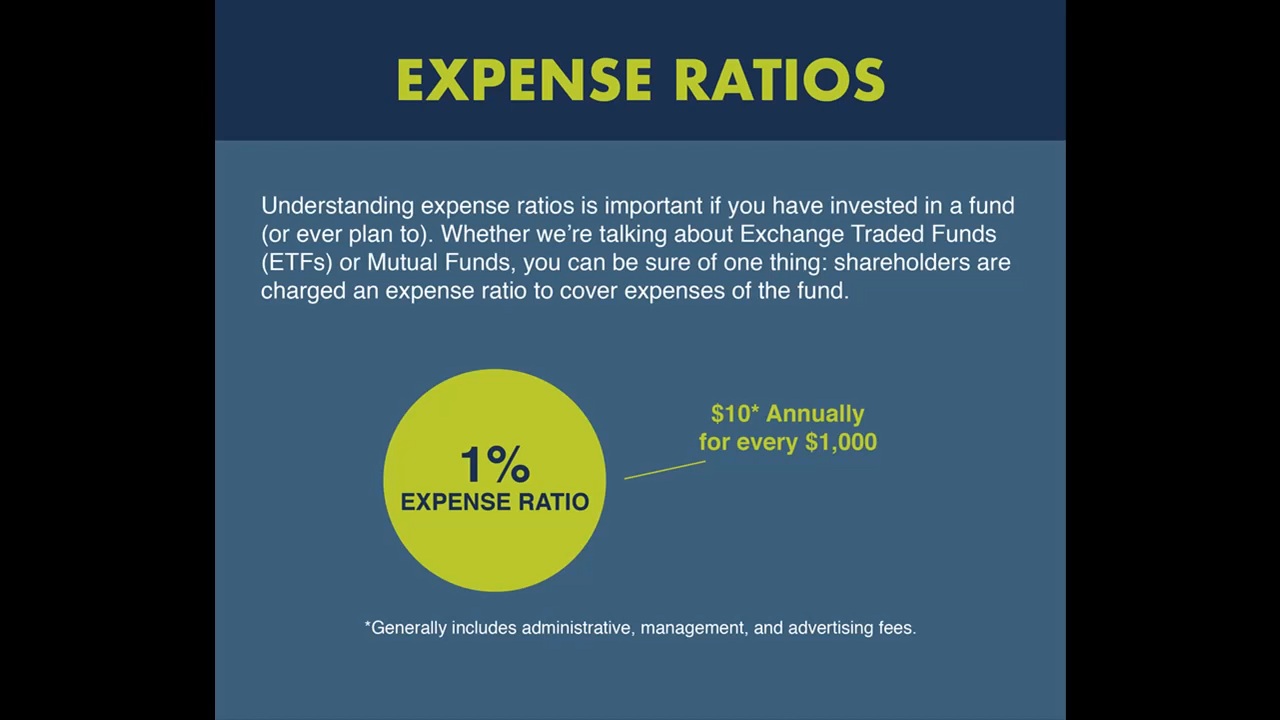 EXPENSE RATIOS
Understanding expense ratios is important if you have invested in a fund
(or ever plan to). Whether we’re talking about Exchange Traded Funds
(ETFs) or Mutual Funds, you can be sure of one thing: shareholders are
charged an expense ratio to cover expenses of the fund.
1%
EXPENSE RATIO
$10* Annually
for every $1,000
*Generally includes administrative, management, and advertising fees.